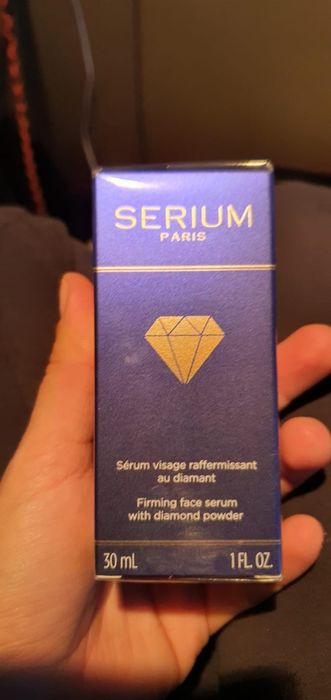 SERIUM
PARIS
Sérum visage raffermissant
au diamant
Firming face serum
with diamond powder
30 mL 1 FL. OZ.